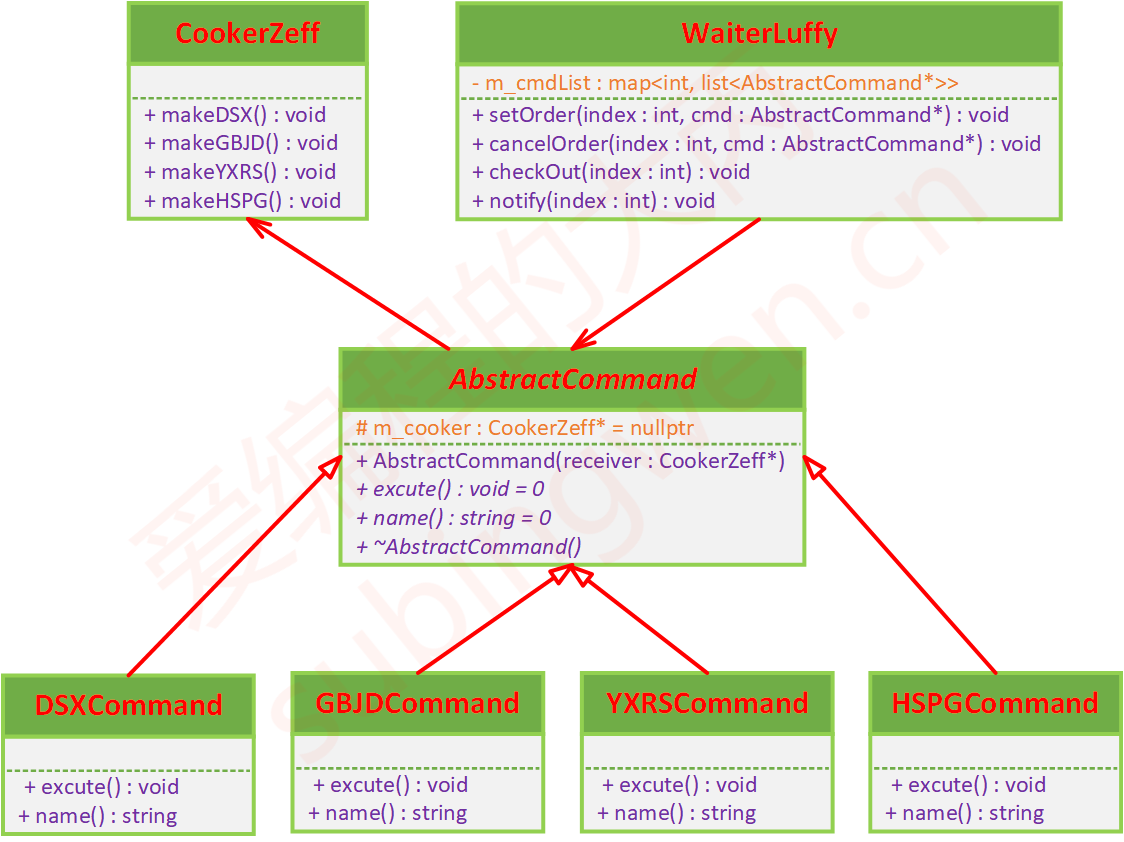 CookerZeff
+ makeDSX() : void
+ makeGBJD() : void
+ makeYXRS() : void
+ makeHSPG() : void
WaiterLuffy
- m_cmdList : map<int, list<AbstractCommand*>>
+ setOrder(index : int, cmd : AbstractCommand*) : void
+ cancelOrder(index : int, cmd : AbstractCommand*) : void
+ checkOut(index : int) : void
+ notify(index : int) : void
AbstractCommand
# m_cooker : CookerZeff* = nullptr
+ AbstractCommand(receiver : CookerZeff*)
+ excute() : void = 0
+ name() : string = 0
+ ~AbstractCommand()
DSXCommand
+ excute() : void
+ name() : string
GBJDCommand
+ excute() : void
+ name() : string
YXRSCommand
+ excute() : void
+ name() : string
HSPGCommand
+ excute() : void
+ name() : string
爱编程的大丙
subingwen.cn